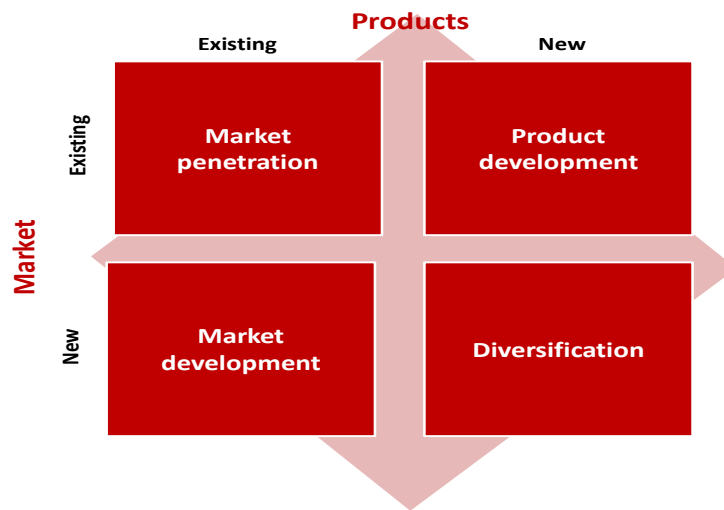 Products
Existing
New
Existing
Market
penetration
Product
development
Market
New
Market
development
Diversification